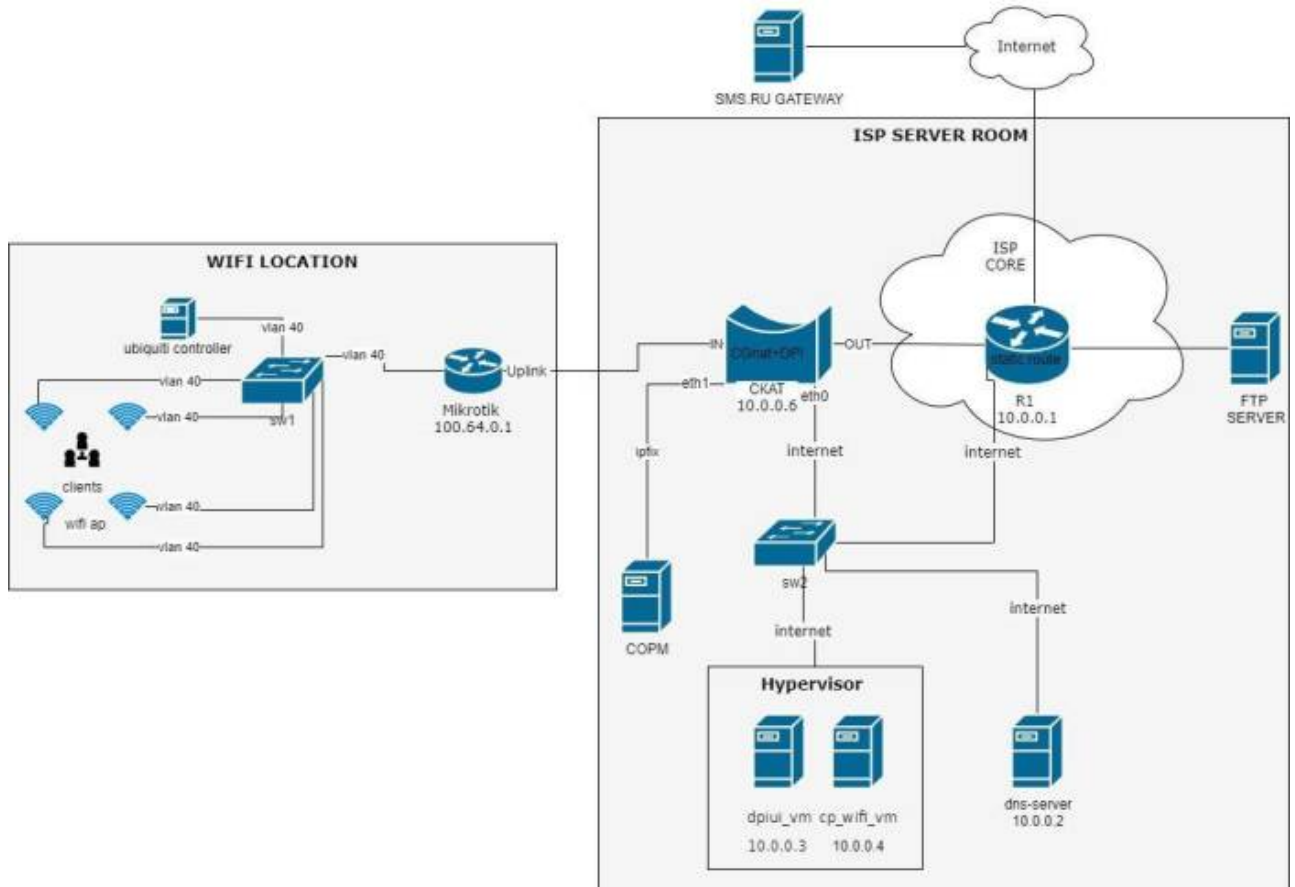 Internet
SMS.RU GATEWAY
ISP SERVER ROOM
WIFI LOCATION
ISP
CORE
vlan 40
ubiquiti controller
vlan 40
Uplink
IN
CGnat+DPI
OUT
static route
vlan 40
eth1
CKAT
10.0.0.6
eth0
R1
10.0.0.1
FTP
SERVER
Mikrotik
100.64.0.1
vlan 40
sw1
ipfix
internet
internet
clients
vlan 40
wifi ap
vlan 40
sw2
internet
internet
COPM
Hypervisor
dpiui_vm
10.0.0.3
cp_wifi_vm
10.0.0.4
dns-server
10.0.0.2